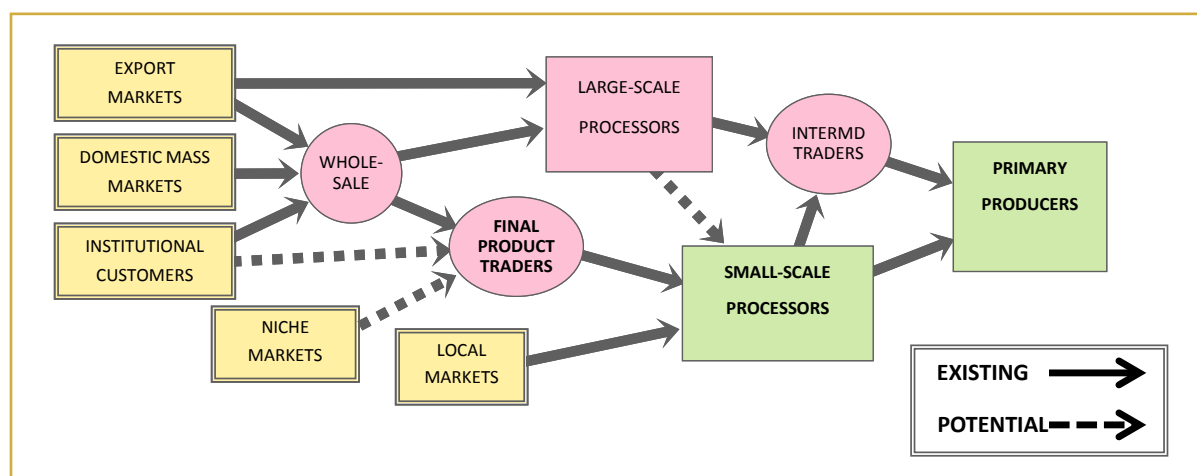 EXPORT
MARKETS
LARGE-SCALE
PROCESSORS
INTERMD
TRADERS
DOMESTIC MASS
MARKETS
WHOLE-
SALE
PRIMARY
PRODUCERS
INSTITUTIONAL
CUSTOMERS
FINAL
PRODUCT
TRADERS
SMALL-SCALE
PROCESSORS
NICHE
MARKETS
LOCAL
MARKETS
EXISTING
POTENTIAL